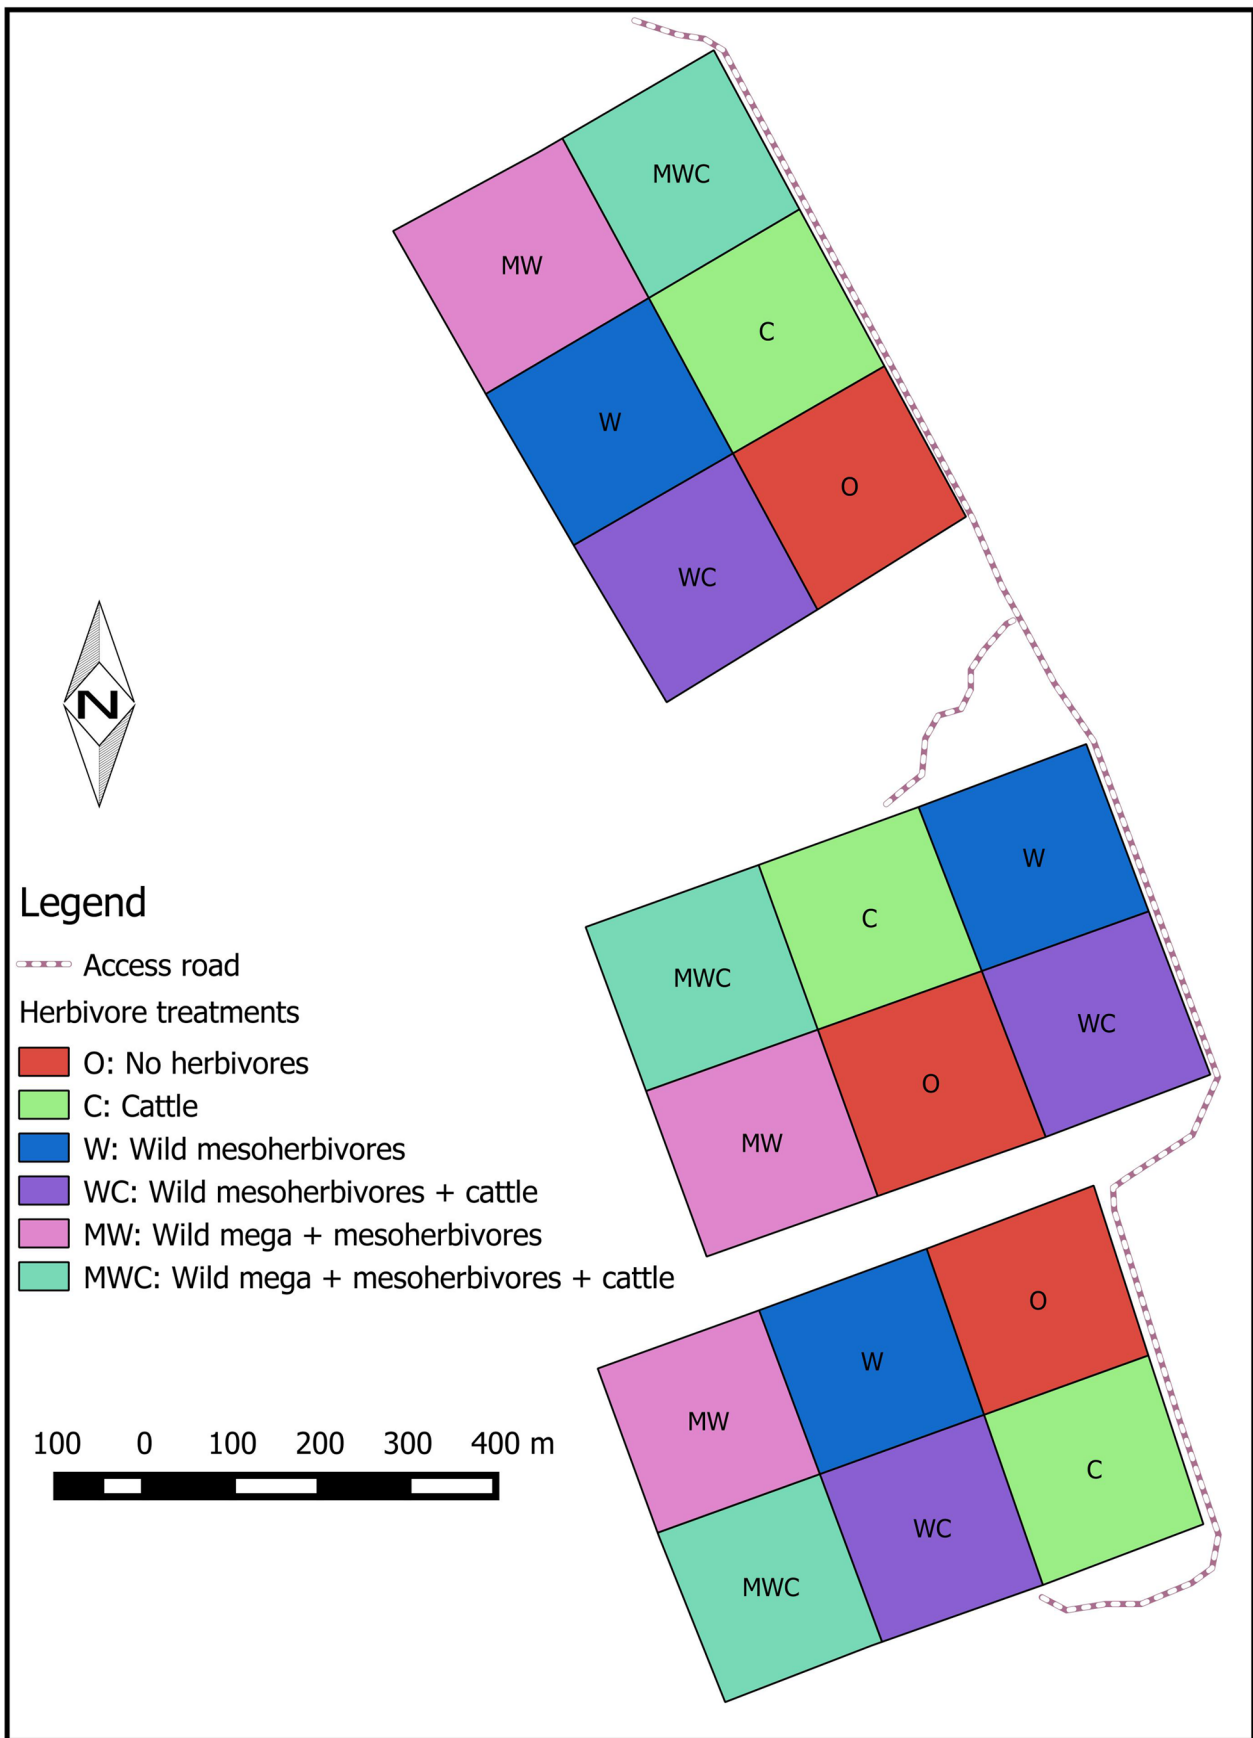 MWC
MW
C
W
O
WC
N
W
C
MWC
WC
O
MW
Legend
Access road
Herbivore treatments
O: No herbivores
C: Cattle
W: Wild mesoherbivores
WC: Wild mesoherbivores + cattle
MW: Wild mega + mesoherbivores
MWC: Wild mega + mesoherbivores + cattle
O
W
MW
C
WC
MWC
100 0 100 200 300 400 m